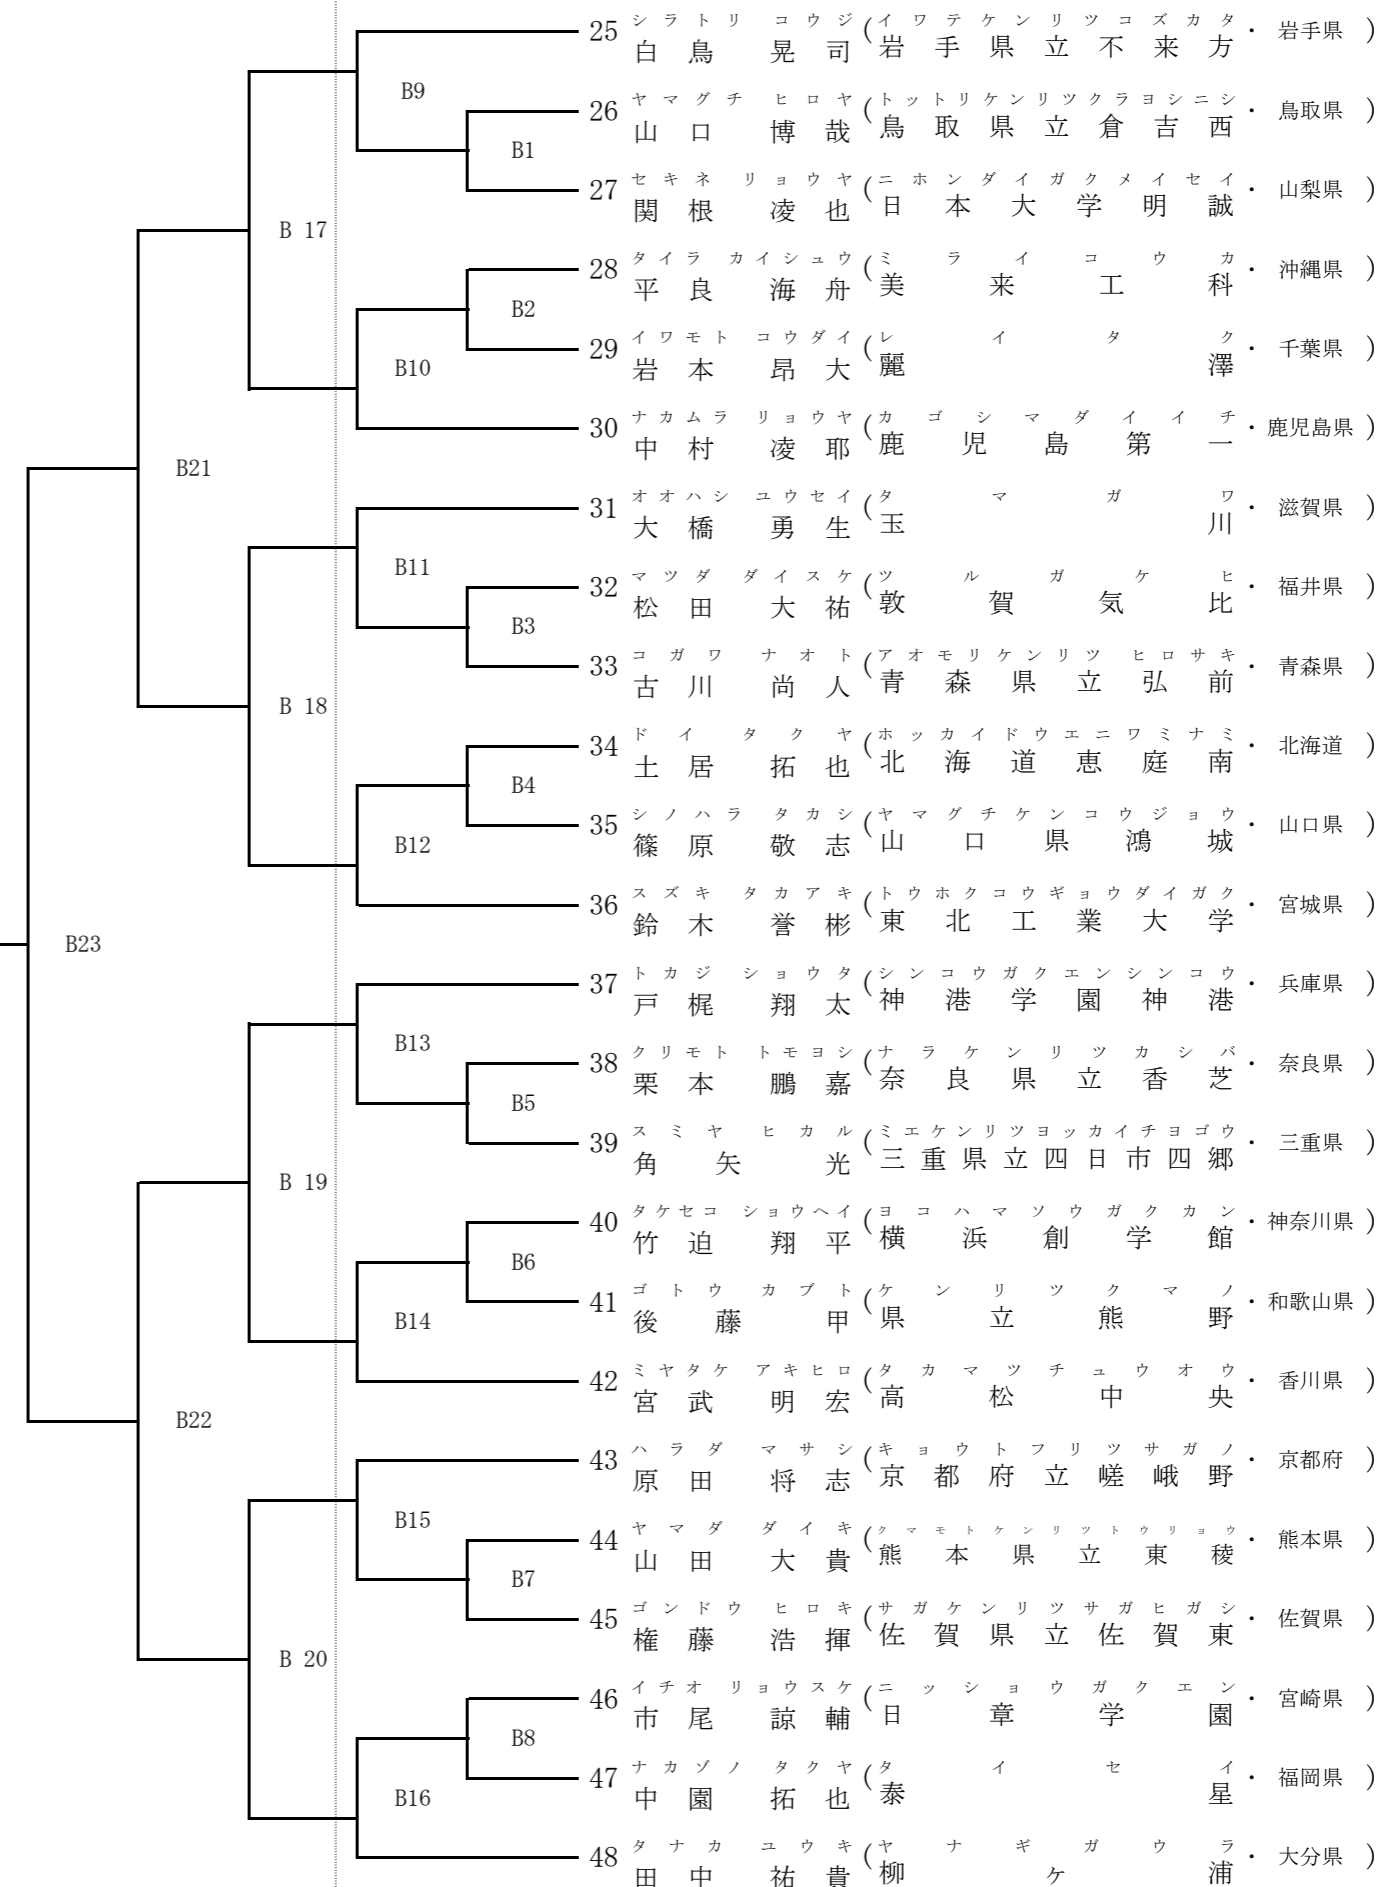 シラトリ コウジ イワテケンリツコズカタ
25 白鳥 晃司 (岩手県立不来方・岩手県)
B9
ヤマグチ ヒロヤ トットリケンリツクラヨシニシ
26 山口 博哉 (鳥取県立倉吉西・鳥取県)
B1
セキネ リョウヤ ニホンダイガクメイセイ
27 関根 凌也 (日本大学明誠・山梨県)
B 17
タイラ カイシュウ ミライコウカ
28 平良 海舟 (美来工科・沖縄県)
B2
イワモト コウダイ レイタク
29 岩本 昂大 (麗澤・千葉県)
B10
ナカムラ リョウヤ カゴシマダイイチ
30 中村 凌耶 (鹿児島第一・鹿児島県)
B21
オオハシ ユウセイ タマガワ
31 大橋 勇生 (玉川・滋賀県)
B11
マツダ ダイスケ ツルガケヒ
32 松田 大祐 (敦賀気比・福井県)
B3
コガワ ナオト アオモリケンリツ ヒロサキ
33 古川 尚人 (青森県立弘前・青森県)
B 18
ドイ タクヤ ホッカイドウエニワミナミ
34 土居 拓也 (北海道恵庭南・北海道)
B4
シノハラ タカシ ヤマグチケンコウジョウ
35 篠原 敬志 (山口県鴻城・山口県)
B12
スズキ タカアキ トウホクコウギョウダイガク
36 鈴木 誉彬 (東北工業大学・宮城県)
B23
トカジ ショウタ シンコウガクエンシンコウ
37 戸梶 翔太 (神港学園神港・兵庫県)
B13
クリモト トモヨシ ナラケンリツカシバ
38 栗本 鵬嘉 (奈良県立香芝・奈良県)
B5
スミヤ ヒカル ミエケンリツヨッカイチヨゴウ
39 角矢 光 (三重県立四日市四郷・三重県)
B 19
タケセコ ショウヘイ ヨコハマソウガクカン
40 竹迫 翔平 (横浜創学館・神奈川県)
B6
ゴトウ カブト ケンリツクマノ
41 後藤 甲 (県立熊野・和歌山県)
B14
ミヤタケ アキヒロ タカマツチュウオウ
42 宮武 明宏 (高松中央・香川県)
B22
ハラダ マサシ キョウトフリツサガノ
43 原田 将志 (京都府立嵯峨野・京都府)
B15
ヤマダ ダイキ クマモトケンリツトウリョウ
44 山田 大貴 (熊本県立東稜・熊本県)
B7
ゴンドウ ヒロキ サガケンリツサガヒガシ
45 権藤 浩揮 (佐賀県立佐賀東・佐賀県)
B 20
イチオ リョウスケ ニッショウガクエン
46 市尾 諒輔 (日章学園・宮崎県)
B8
ナカゾノ タクヤ タイセイ
47 中園 拓也 (泰星・福岡県)
B16
タナカ ユウキ ヤナギガウラ
48 田中 祐貴 (柳ヶ浦・大分県)